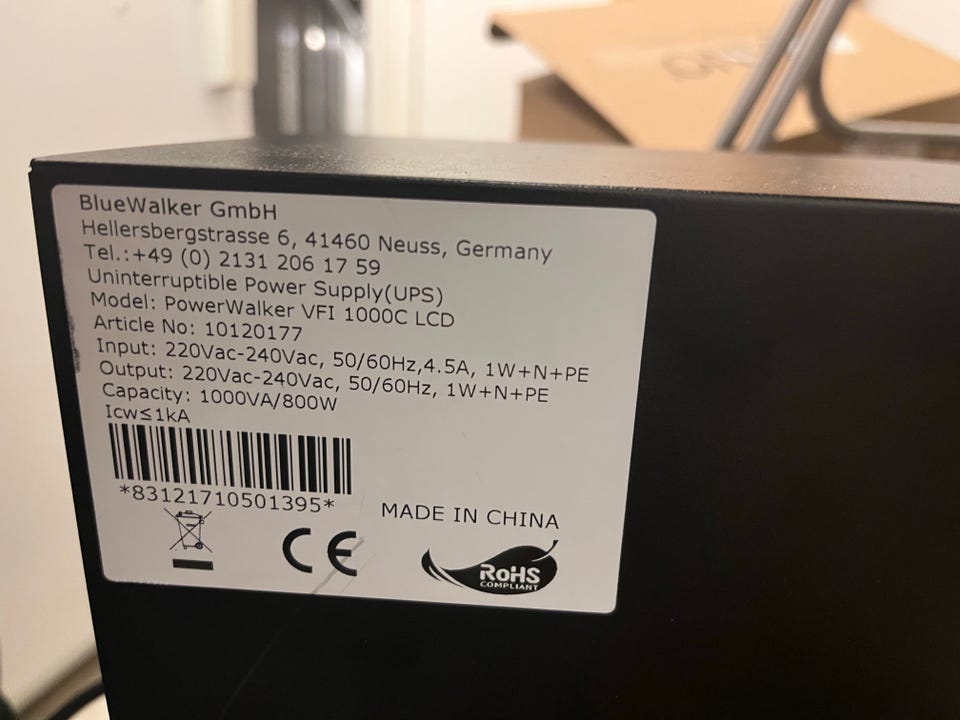 BlueWalker GmbH
Hellersbergstrasse 6, 41460 Neuss, Germany
Tel.:+49 (0) 2131 206 17 59
Uninterruptible Power Supply(UPS)
Model: PowerWalker VFI 1000C LCD
Article No: 10120177
Input: 220Vac-240Vac, 50/60Hz,4.5A, 1W+N+PE
Output: 220Vac-240Vac, 50/60Hz, 1W+N+PE
Capacity: 1000VA/800W
Icw≤1kA
*83121710501395*
MADE IN CHINA
CE
RoHS
COMPLIANT